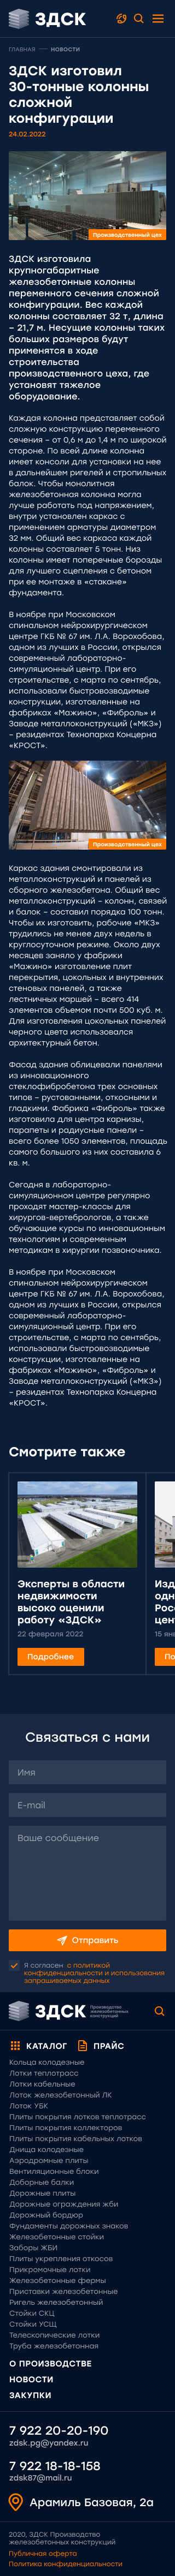 ЗДСК
ГЛАВНАЯ — НОВОСТИ
ЗДСК изготовил
30-тонные колонны
сложной
конфигурации
24.02.2022
Производственный цех
ЗДСК изготовила
крупногабаритные
железобетонные колонны
переменного сечения сложной
конфигурации. Вес каждой
колонны составляет 32 т, длина
– 21,7 м. Несущие колонны таких
больших размеров будут
применятся в ходе
строительства
производственного цеха, где
установят тяжелое
оборудование.
Каждая колонна представляет собой
сложную конструкцию переменного
сечения – от 0,6 м до 1,4 м по широкой
стороне. По всей длине колонна
имеет консоли для установки на нее
в дальнейшем ригелей и стропильных
балок. Чтобы монолитная
железобетонная колонна могла
лучше работать под напряжением,
внутри установлен каркас с
применением арматуры диаметром
32 мм. Общий вес каркаса каждой
колонны составляет 5 тонн. Низ
колонны имеет поперечные борозды
для лучшего сцепления с бетоном
при ее монтаже в «стакане»
фундамента.
В ноябре при Московском
спинальном нейрохирургическом
центре ГКБ № 67 им. Л.А. Ворохобова,
одном из лучших в России, открылся
современный лабораторно-
симуляционный центр. При его
строительстве, с марта по сентябрь,
использовали быстровозводимые
конструкции, изготовленные на
фабриках «Мажино», «Фиброль» и
Заводе металлоконструкций («МКЗ»)
– резидентах Технопарка Концерна
«КРОСТ».
Производственный цех
Каркас здания смонтировали из
металлоконструкций и панелей из
сборного железобетона. Общий вес
металлоконструкций – колонн, связей
и балок – составил порядка 100 тонн.
Чтобы их изготовить, рабочие «МКЗ»
трудились не менее двух недель в
круглосуточном режиме. Около двух
месяцев заняло у фабрики
«Мажино» изготовление плит
перекрытия, цокольных и внутренних
стеновых панелей, а также
лестничных маршей – всего 414
элементов объемом почти 500 куб. м.
Для изготовления цокольных панелей
черного цвета использовался
архитектурный бетон.
Фасад здания облицевали панелями
из инновационного
стеклофибробетона трех основных
типов – рустованными, откосными и
гладкими. Фабрика «Фиброль» также
изготовила для центра карнизы,
парапеты и радиусные панели –
всего более 1050 элементов, площадь
самого большого из них составила 6
кв. м.
Сегодня в лабораторно-
симуляционном центре регулярно
проходят мастер-классы для
хирургов-вертебрологов, а также
обучающие курсы по инновационным
технологиям и современным
методикам в хирургии позвоночника.
В ноябре при Московском
спинальном нейрохирургическом
центре ГКБ № 67 им. Л.А. Ворохобова,
одном из лучших в России, открылся
современный лабораторно-
симуляционный центр. При его
строительстве, с марта по сентябрь,
использовали быстровозводимые
конструкции, изготовленные на
фабриках «Мажино», «Фиброль» и
Заводе металлоконструкций («МКЗ»)
– резидентах Технопарка Концерна
«КРОСТ».
Смотрите также
Эксперты в области
недвижимости
высоко оценили
работу «ЗДСК»
22 февраля 2022
Подробнее
Связаться с нами
Имя
E-mail
Ваше сообщение
Отправить
Я согласен с политикой
конфиденциальности и использования
запрашиваемых данных
ЗДСК Производство
железобетонных
конструкций
КАТАЛОГ ПРАЙС
Кольца колодезные
Лотки теплотрасс
Лотки кабельные
Лоток железобетонный ЛК
Лоток УБК
Плиты покрытия лотков теплотрасс
Плиты покрытия коллекторов
Плиты покрытия кабельных лотков
Днища колодезные
Аэродромные плиты
Вентиляционные блоки
Доборные балки
Дорожные плиты
Дорожные ограждения жби
Дорожный бордюр
Фундаменты дорожных знаков
Железобетонные стойки
Заборы ЖБИ
Плиты укрепления откосов
Прикромочные лотки
Железобетонные фермы
Приставки железобетонные
Ригель железобетонный
Стойки СКЦ
Стойки УСЩ
Телескопические лотки
Труба железобетонная
О ПРОИЗВОДСТВЕ
НОВОСТИ
ЗАКУПКИ
7 922 20-20-190
zdsk.pg@yandex.ru
7 922 18-18-158
zdsk87@mail.ru
Арамиль Базовая, 2а
2020, ЗДСК Производство
железобетонных конструкций
Публичная оферта
Политика конфиденциальности